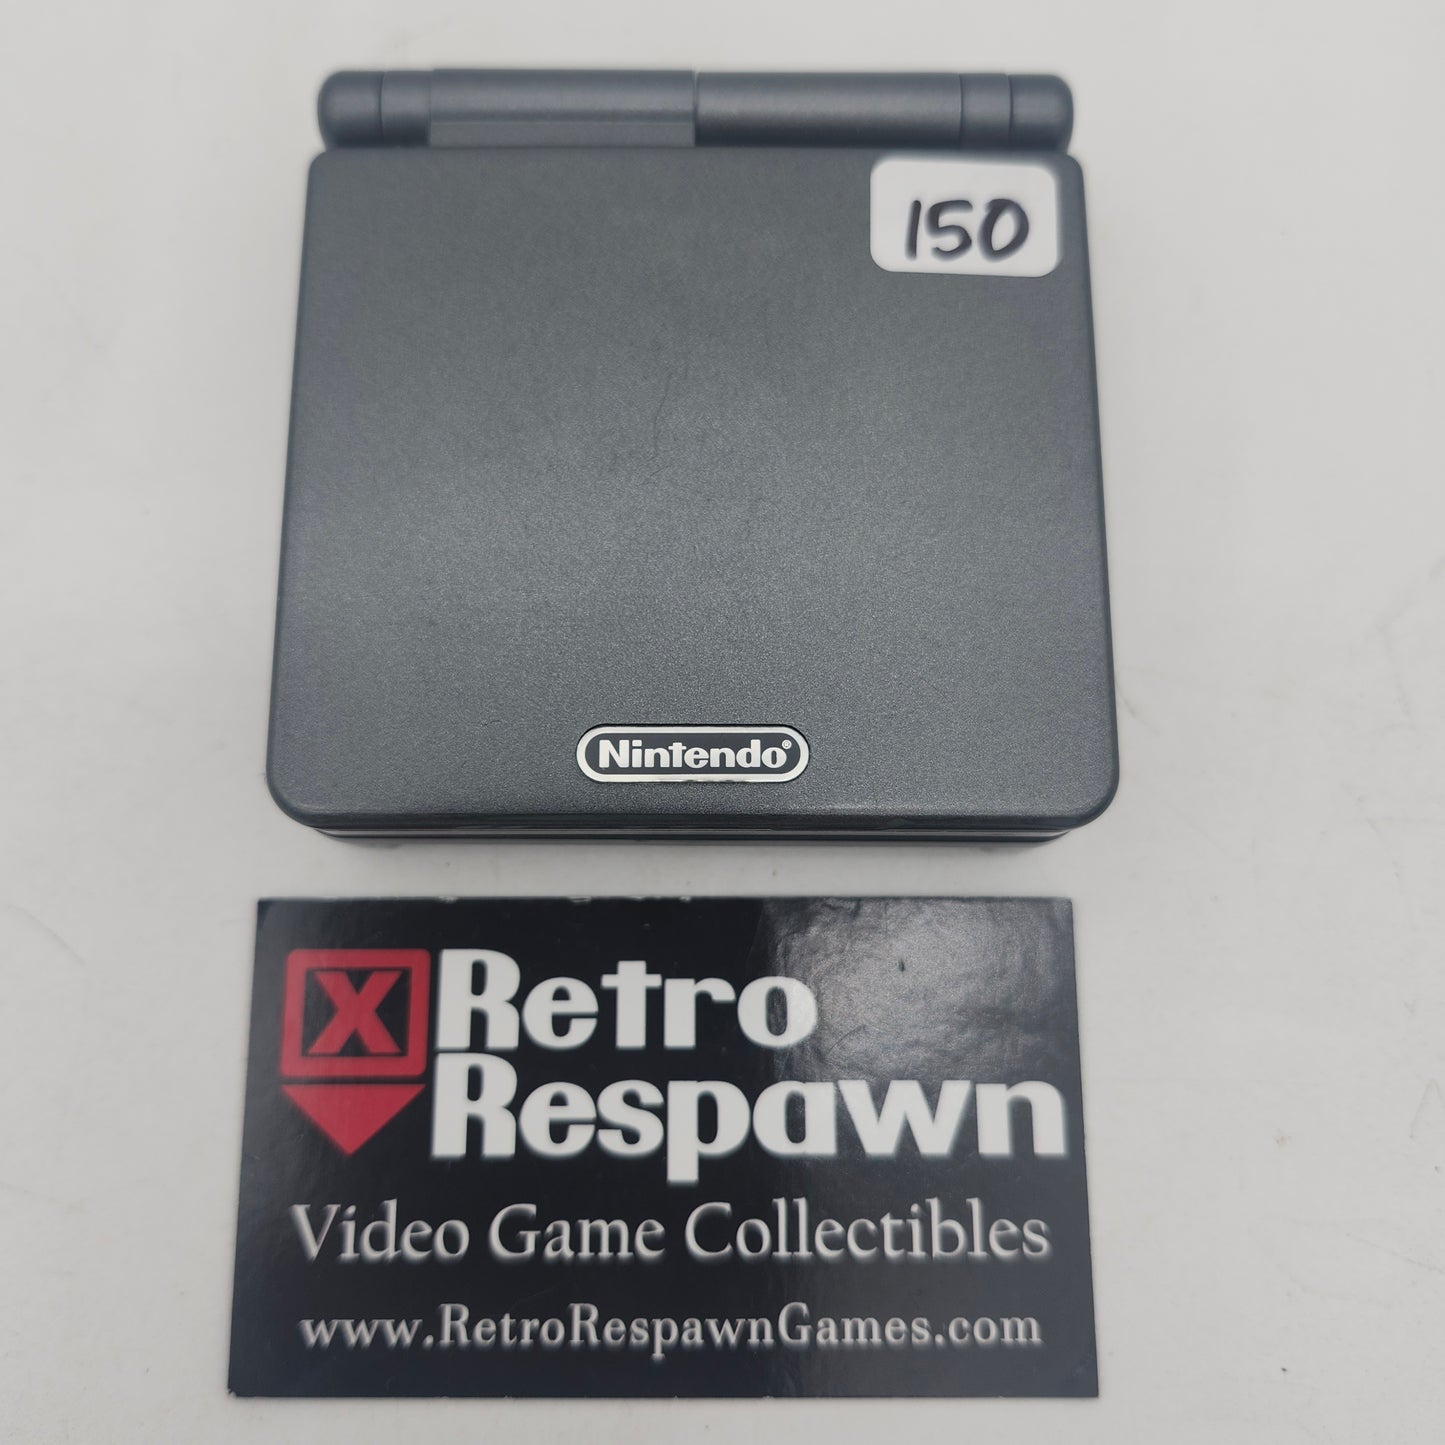 150
Nintendo®
X Retro
Respawn
Video Game Collectibles
www.RetroRespawnGames.com